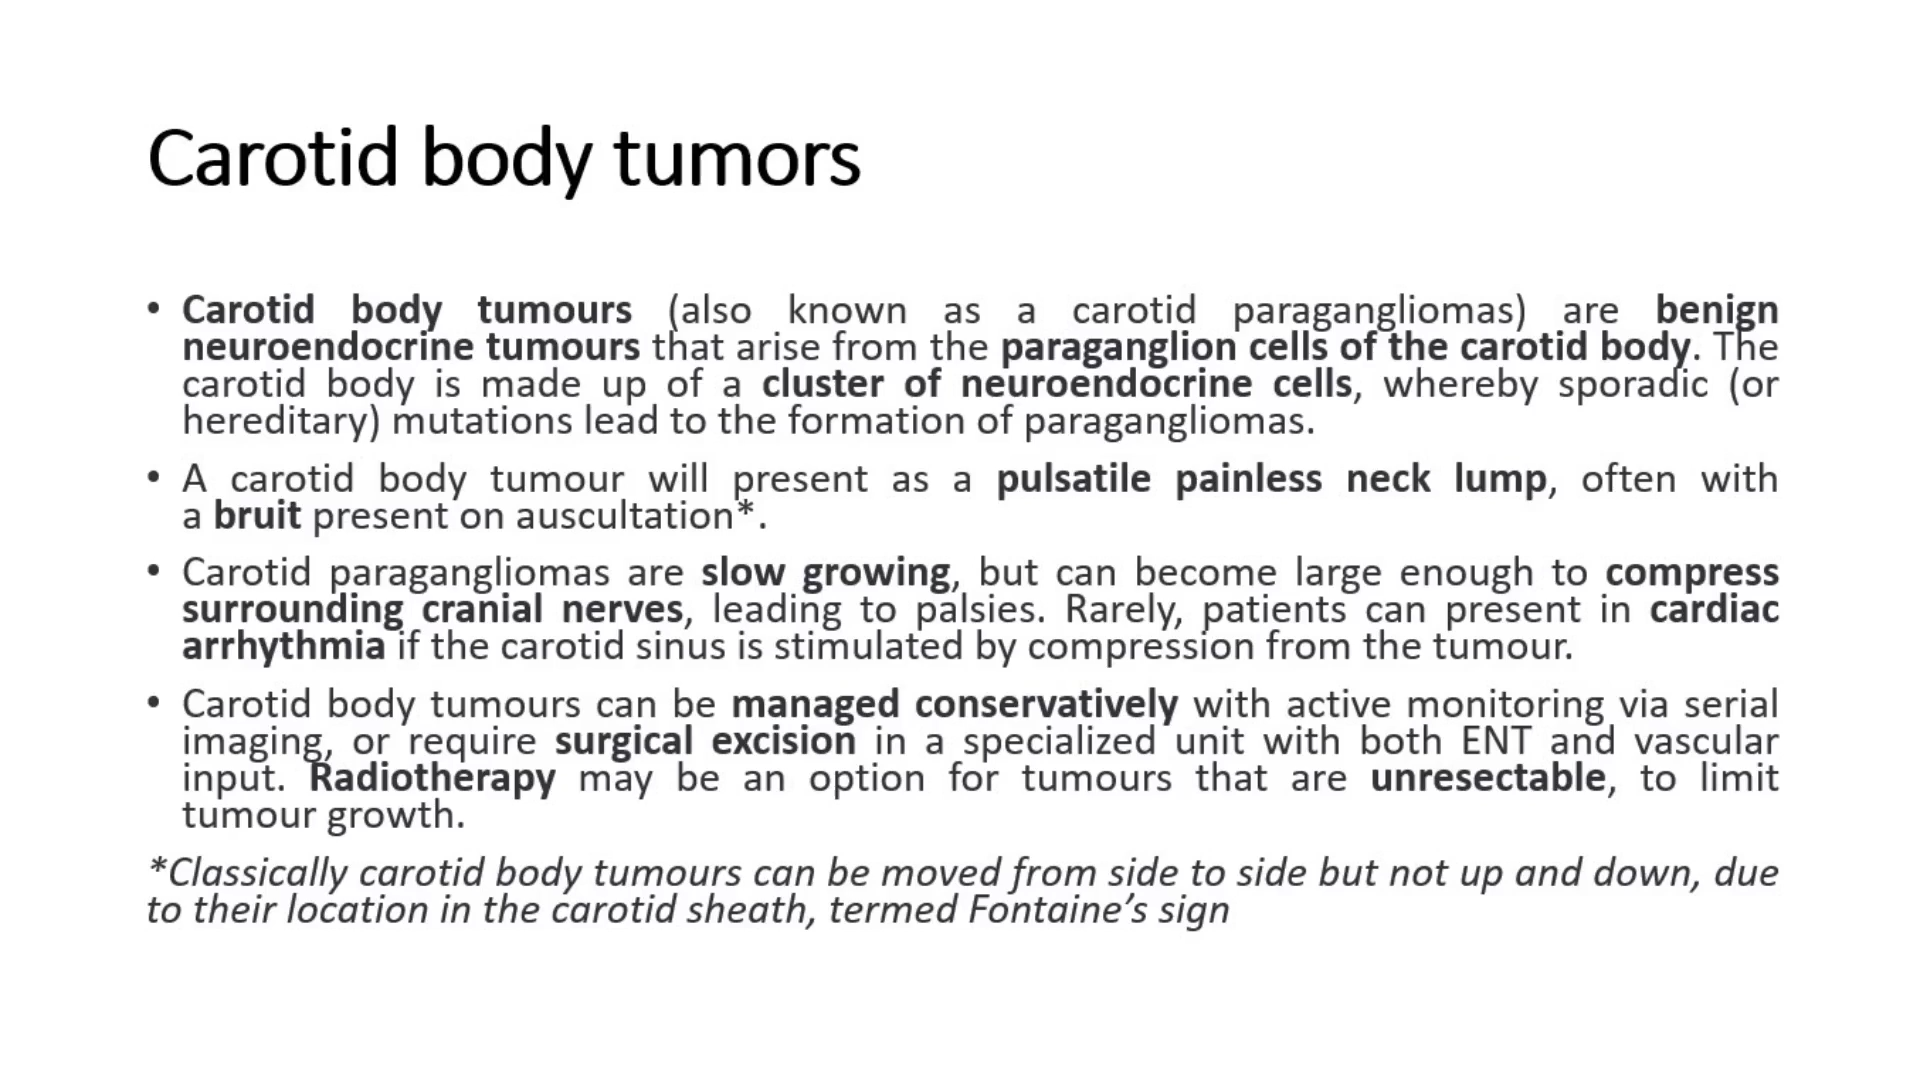 Carotid body tumors
• Carotid body tumours (also known as a carotid paragangliomas) are benign
neuroendocrine tumours that arise from the paraganglion cells of the carotid body. The
carotid body is made up of a cluster of neuroendocrine cells, whereby sporadic (or
hereditary) mutations lead to the formation of paragangliomas.
• A carotid body tumour will present as a pulsatile painless neck lump, often with
a bruit present on auscultation*.
• Carotid paragangliomas are slow growing, but can become large enough to compress
surrounding cranial nerves, leading to palsies. Rarely, patients can present in cardiac
arrhythmia if the carotid sinus is stimulated by compression from the tumour.
• Carotid body tumours can be managed conservatively with active monitoring via serial
imaging, or require surgical excision in a specialized unit with both ENT and vascular
input. Radiotherapy may be an option for tumours that are unresectable, to limit
tumour growth.
*Classically carotid body tumours can be moved from side to side but not up and down, due
to their location in the carotid sheath, termed Fontaine’s sign